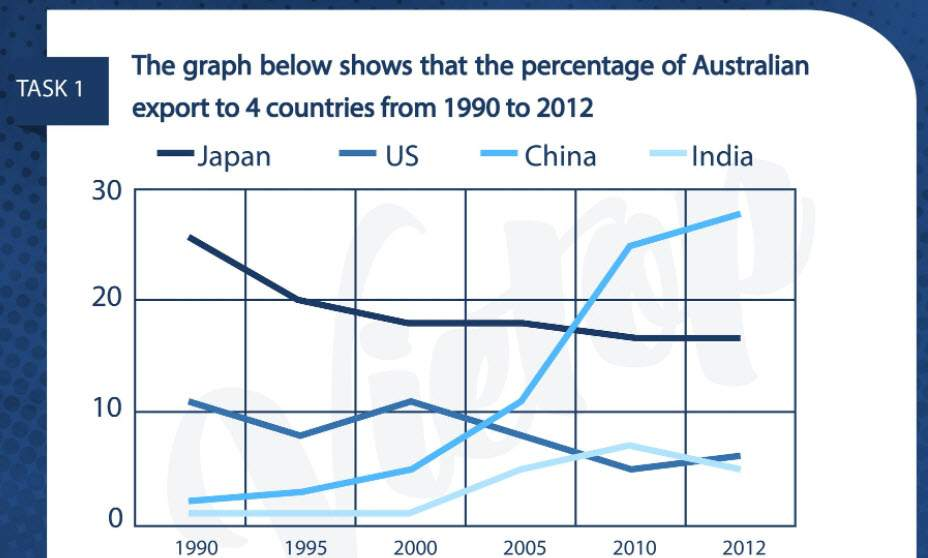 TASK 1
The graph below shows that the percentage of Australian
export to 4 countries from 1990 to 2012
Japan US China India
30
20
10
0
1990 1995 2000 2005 2010 2012